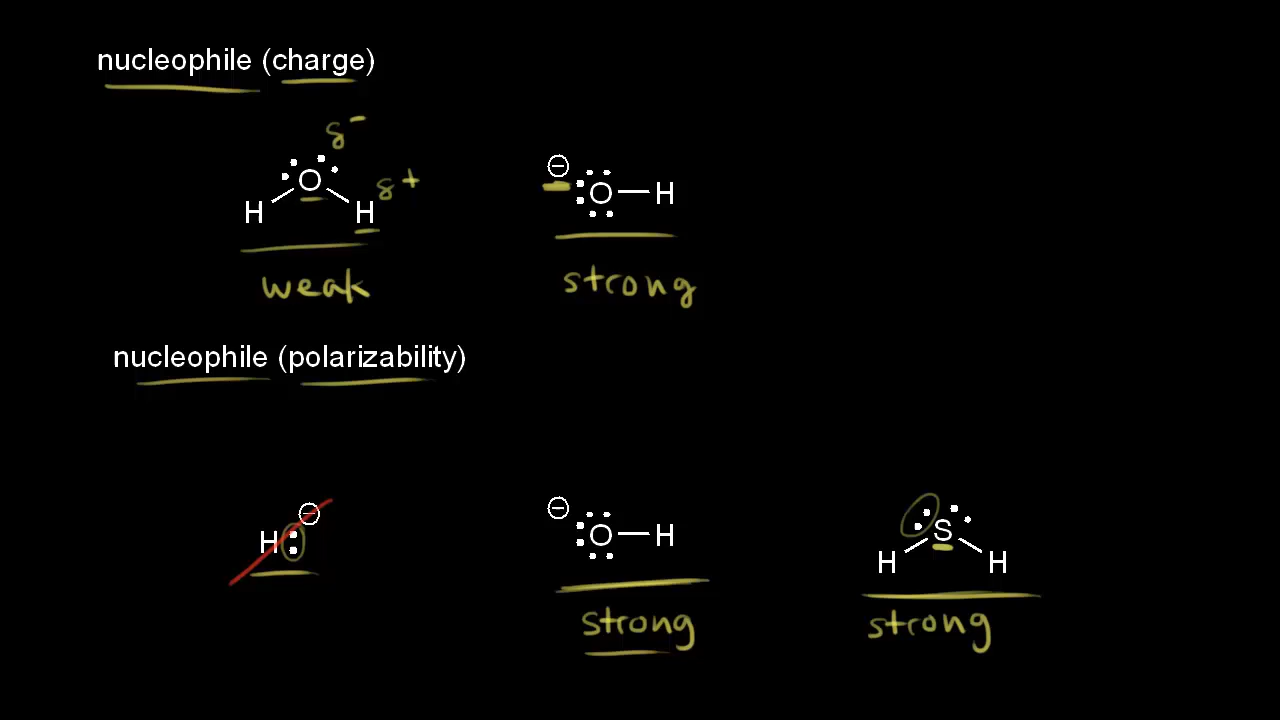 nucleophile (charge)
δ-
O δ+
H H
⊖
O H
weak
strong
nucleophile (polarizability)
⊖
H
⊖
O H
S
H H
strong
strong